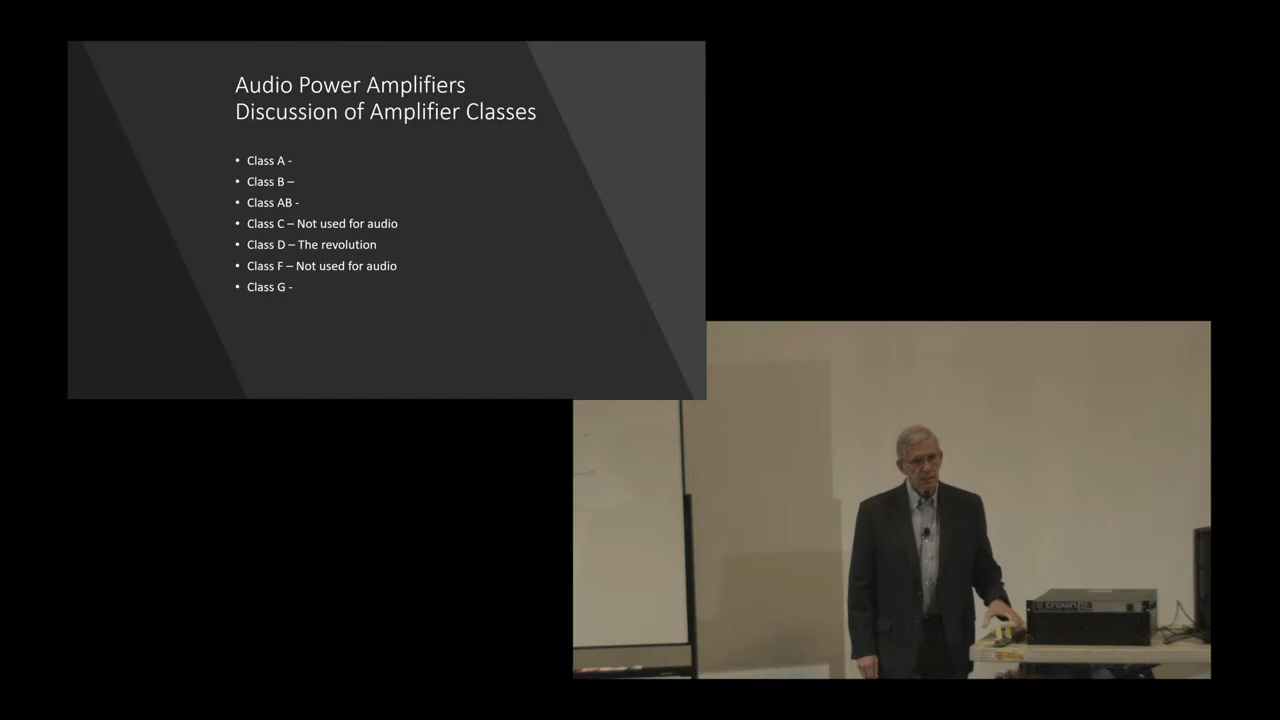 Audio Power Amplifiers
Discussion of Amplifier Classes
• Class A -
• Class B –
• Class AB -
• Class C – Not used for audio
• Class D – The revolution
• Class F – Not used for audio
• Class G -
crown